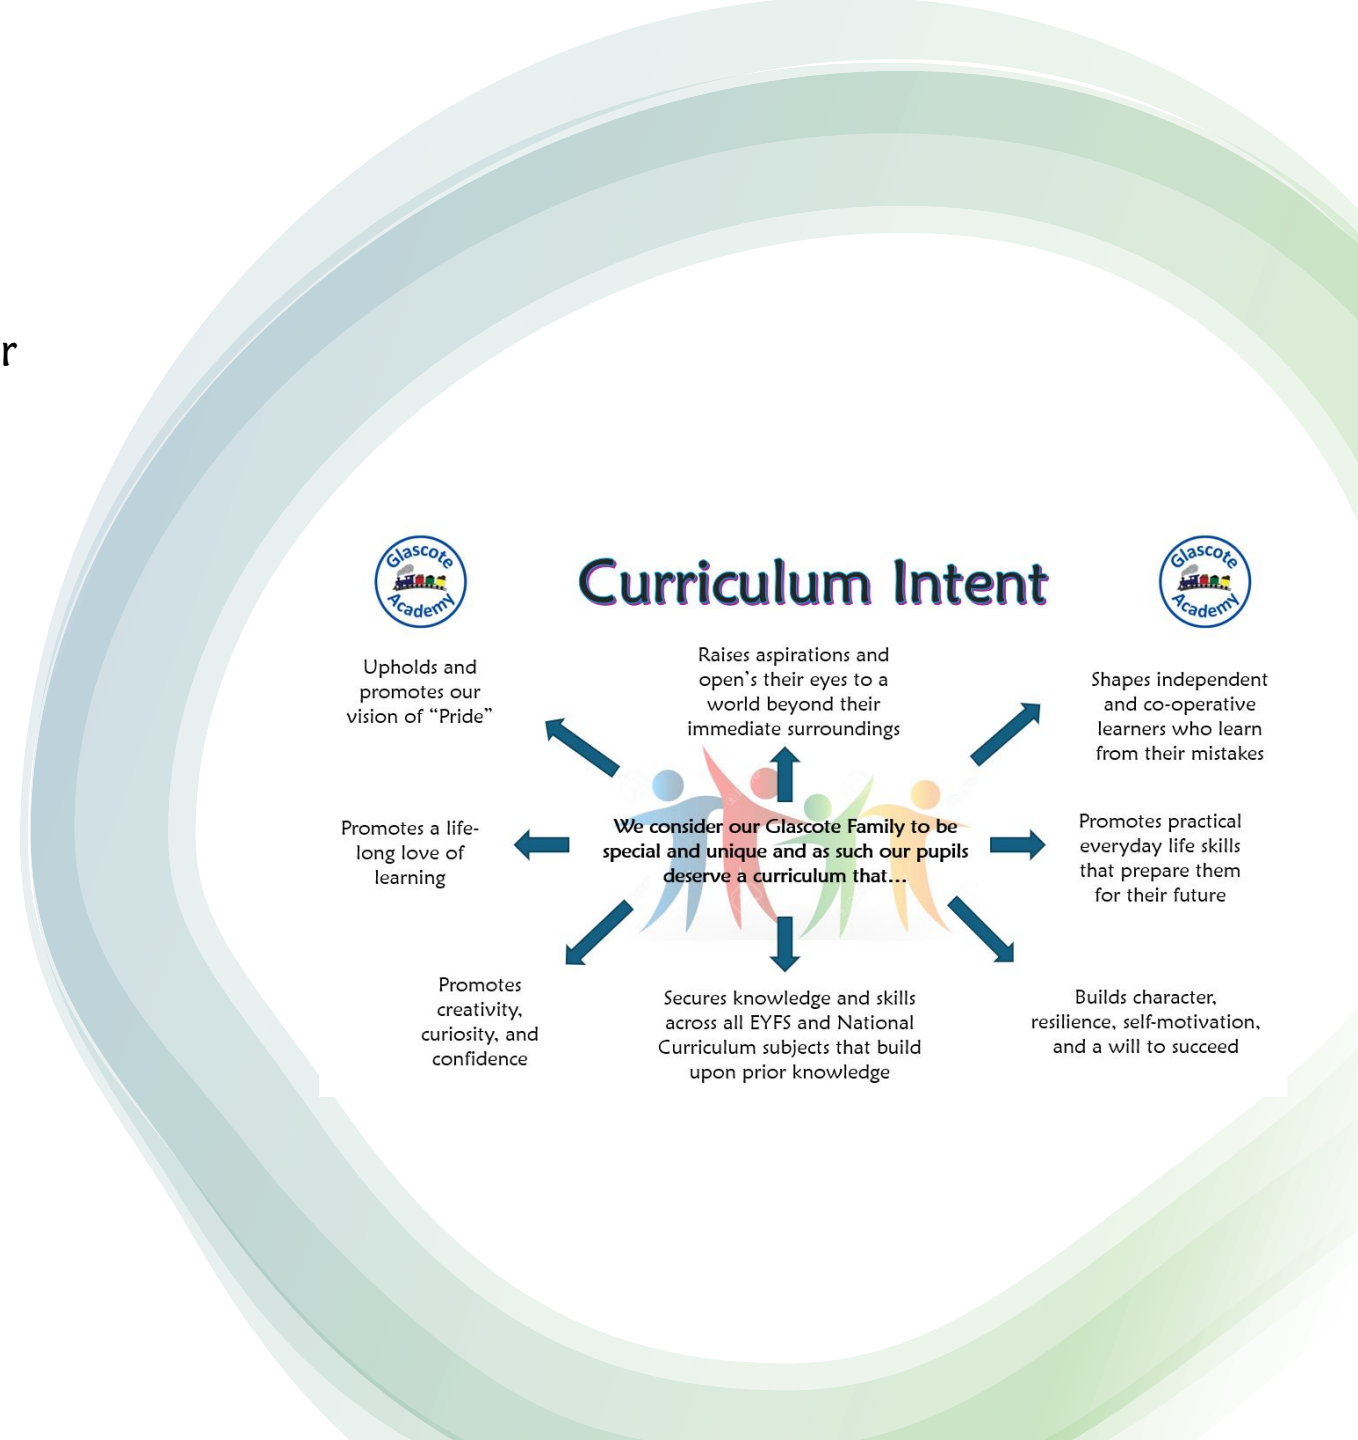 r
Glascote
Academy
Curriculum Intent
Glascote
Academy
Upholds and
promotes our
vision of “Pride”
Raises aspirations and
open’s their eyes to a
world beyond their
immediate surroundings
Shapes independent
and co-operative
learners who learn
from their mistakes
Promotes a life-
long love of
learning
We consider our Glascote Family to be
special and unique and as such our pupils
deserve a curriculum that…
Promotes practical
everyday life skills
that prepare them
for their future
Promotes
creativity,
curiosity, and
confidence
Secures knowledge and skills
across all EYFS and National
Curriculum subjects that build
upon prior knowledge
Builds character,
resilience, self-motivation,
and a will to succeed